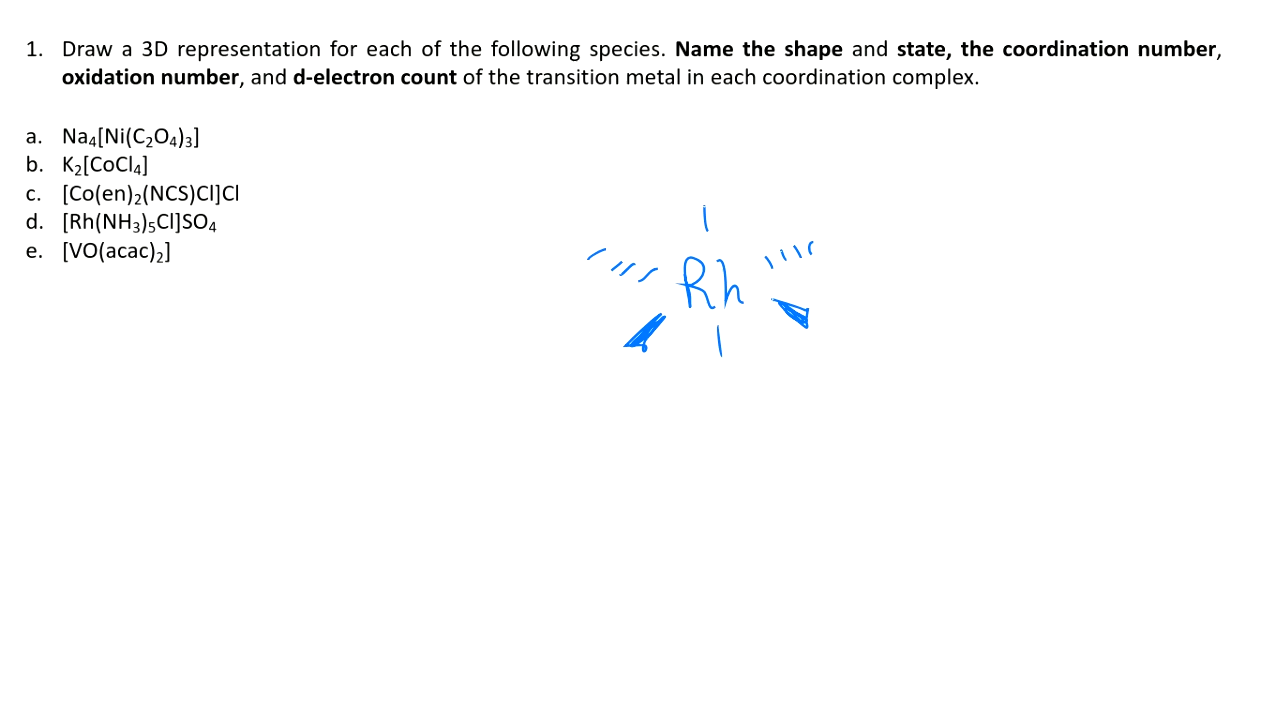 1. Draw a 3D representation for each of the following species. Name the shape and state, the coordination number,
oxidation number, and d-electron count of the transition metal in each coordination complex.
a. Na₄[Ni(C₂O₄)₃]
b. K₂[CoCl₄]
c. [Co(en)₂(NCS)Cl]Cl
d. [Rh(NH₃)₅Cl]SO₄
e. [VO(acac)₂]
Rh